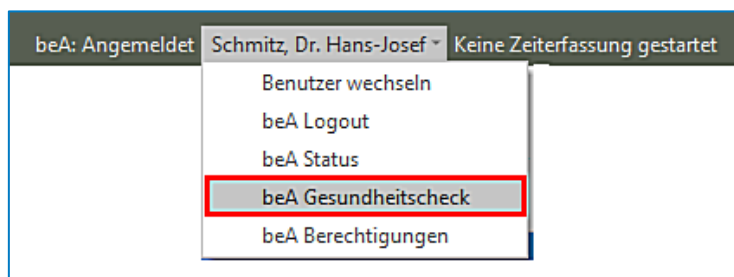 beA: Angemeldet Schmitz, Dr. Hans-Josef Keine Zeiterfassung gestartet
Benutzer wechseln
beA Logout
beA Status
beA Gesundheitscheck
beA Berechtigungen